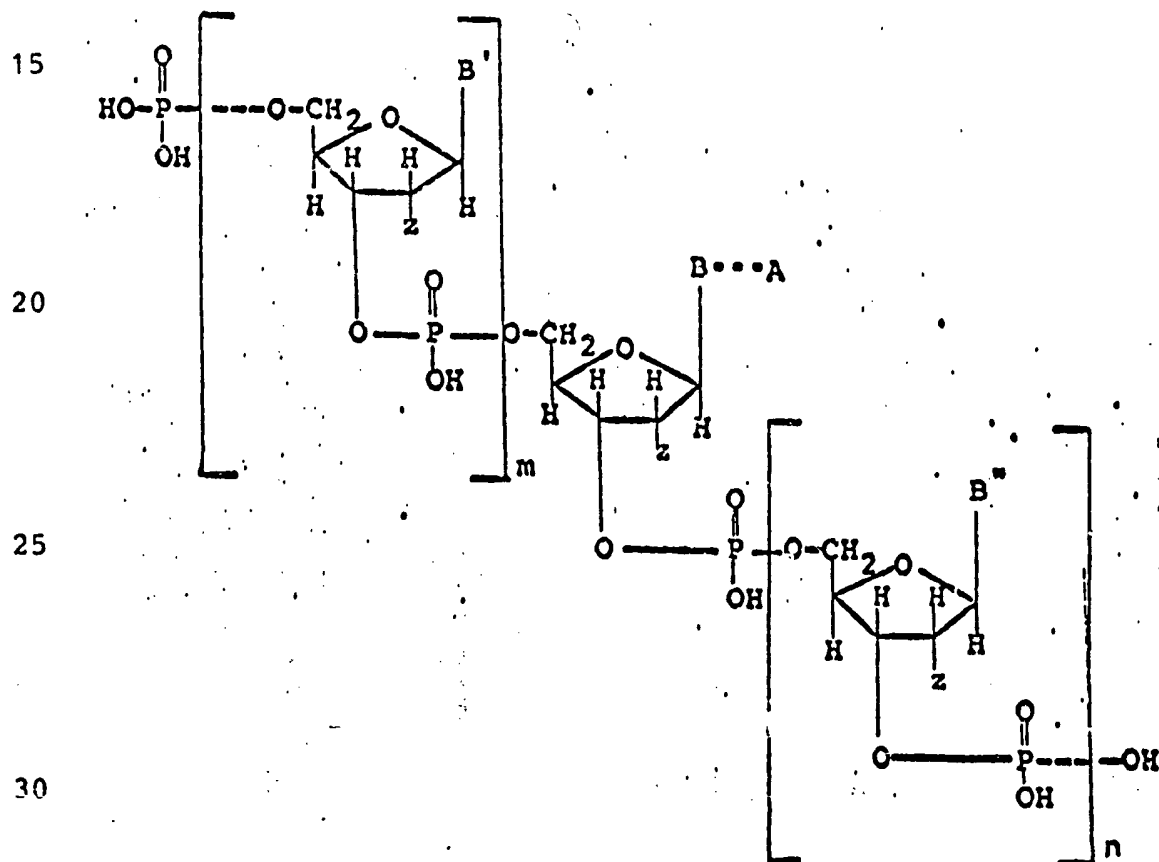 15
O B'
HO-P----O-CH2 O
OH H H
H z H
B----A
20
O
O-P-O-CH2 O
OH H H
H z H
m
B"
O
25
O-P-O-CH2 O
OH H H
H z H
O
O-P----OH
30
OH
n